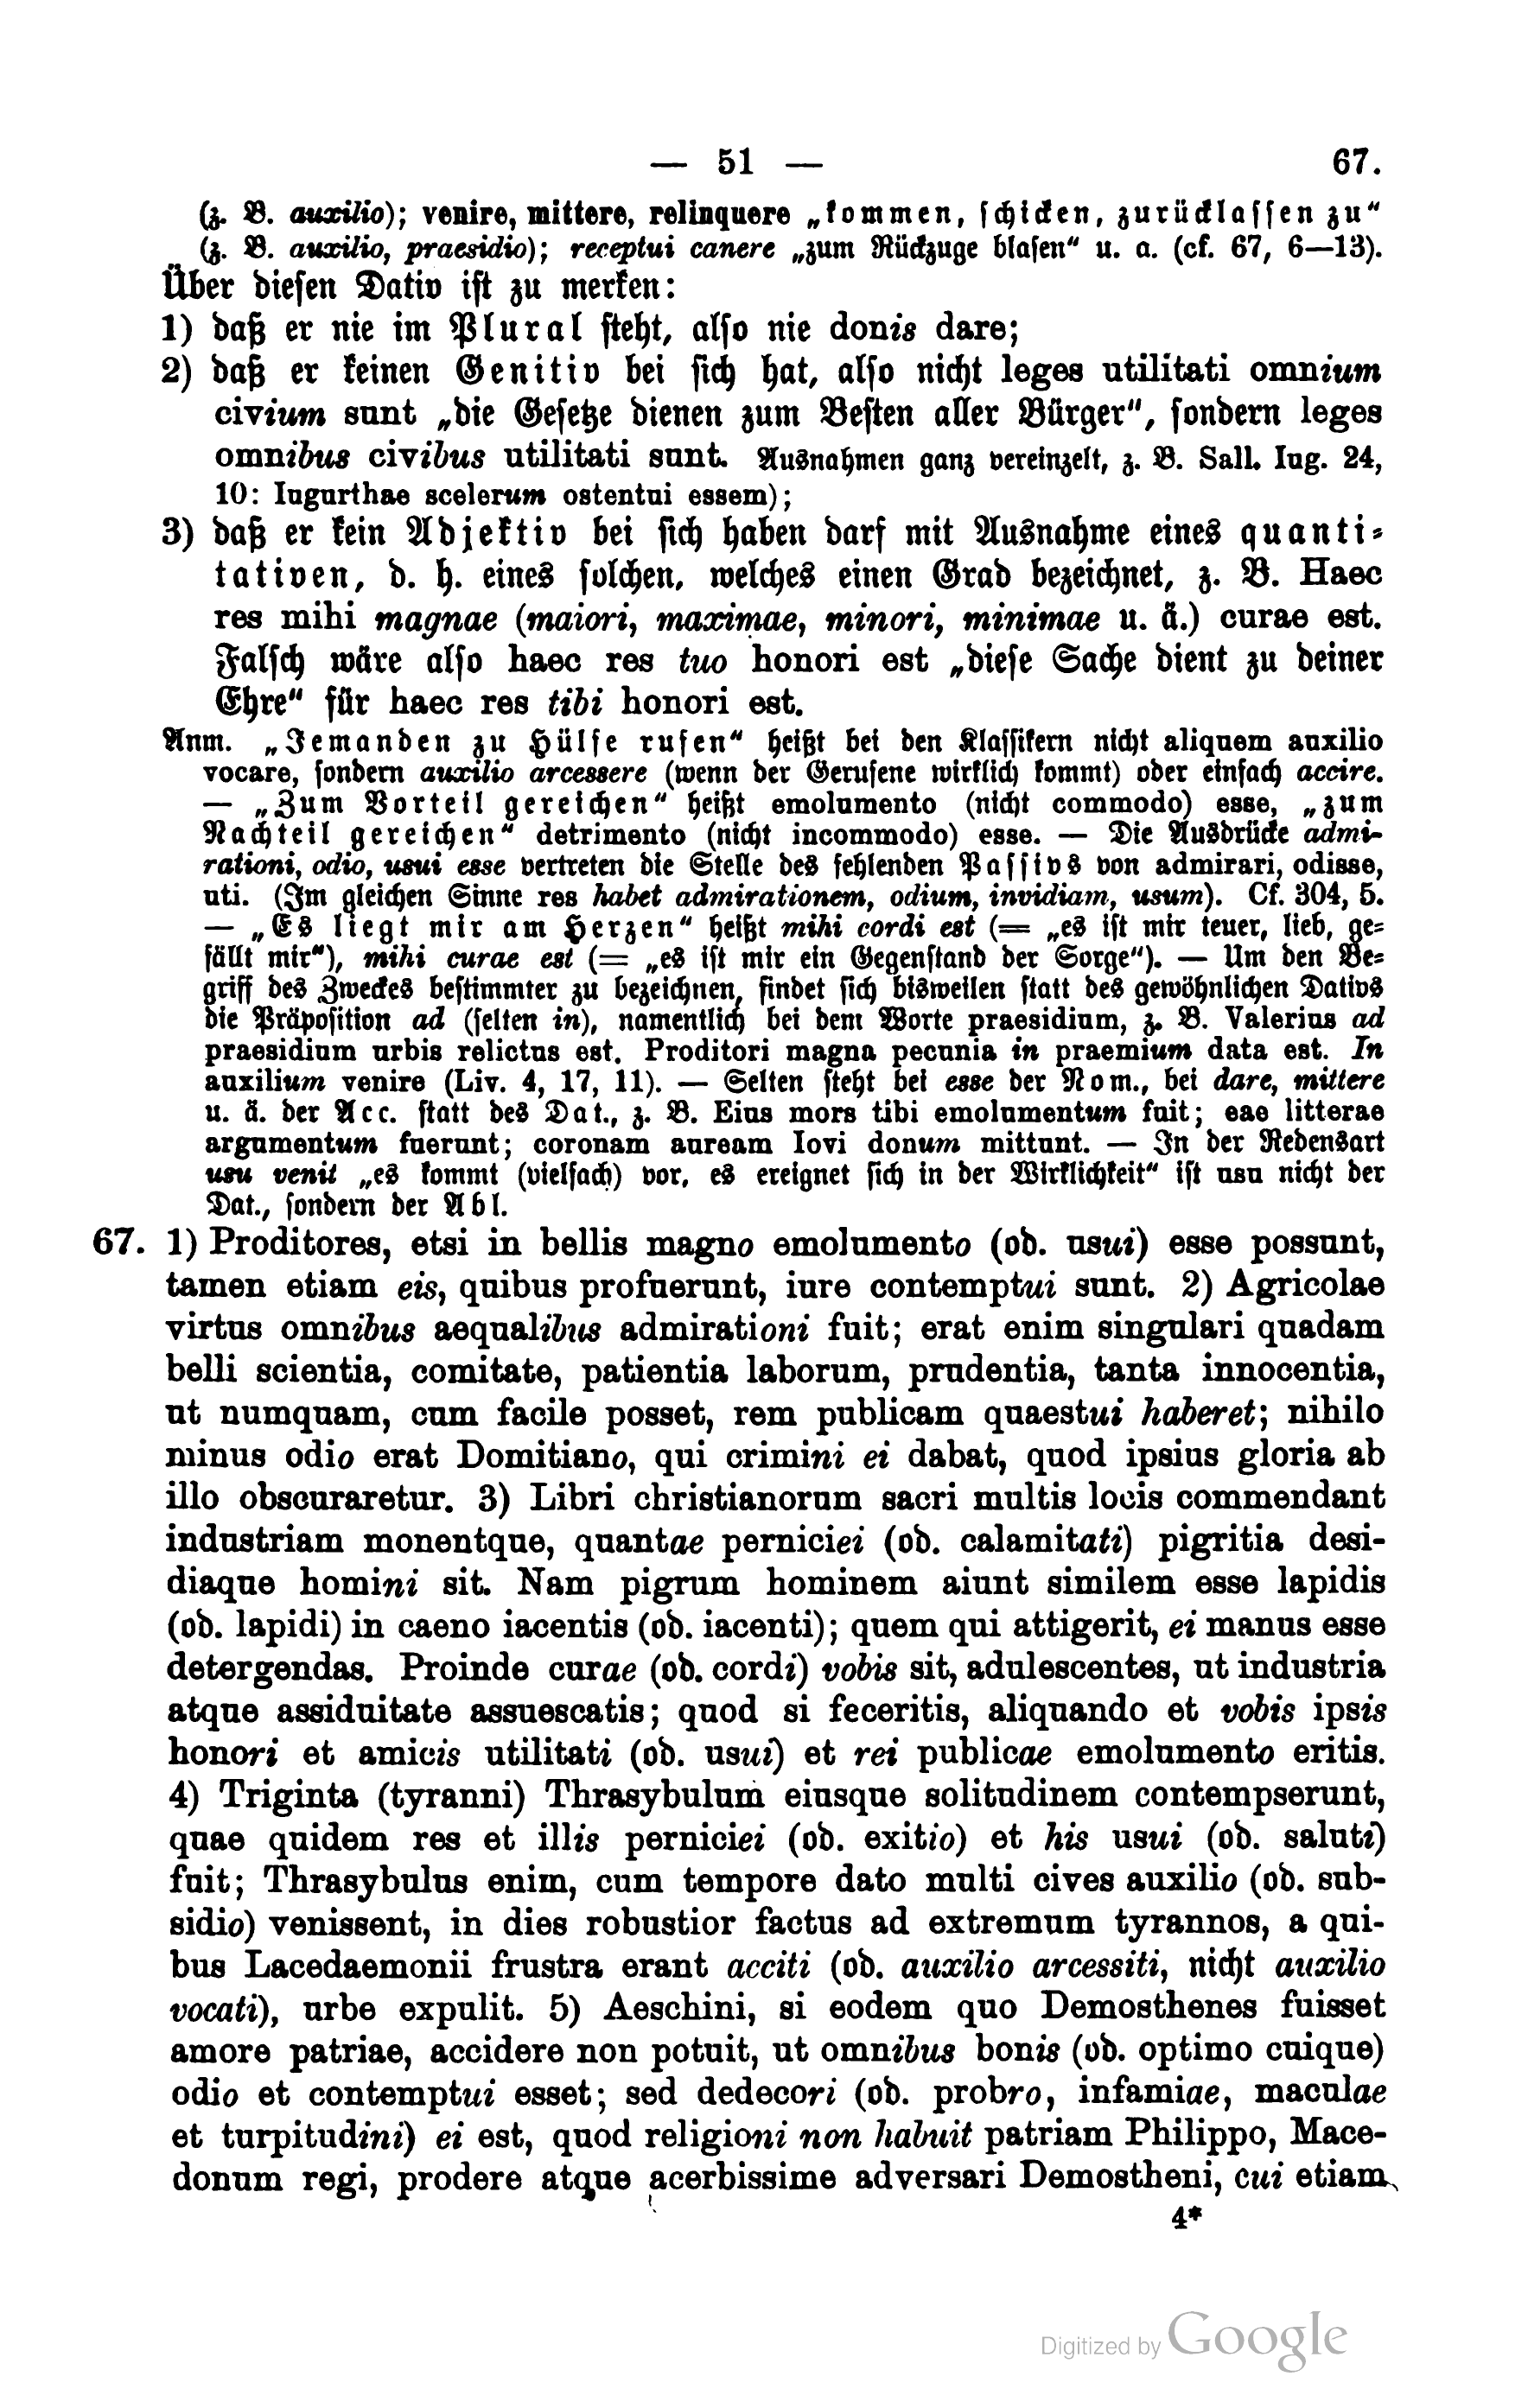 — 51 — 67.
(z. B. auxilio); venire, mittere, relinquere „kommen, schicken, zurücklassen zu“
(z. B. auxilio, praesidio); receptui canere „zum Rückzuge blasen“ u. a. (cf. 67, 6—13).
Über diesen Dativ ist zu merken:
1) daß er nie im Plural steht, also nie donis dare;
2) daß er keinen Genitiv bei sich hat, also nicht leges utilitati omnium
civium sunt „die Gesetze dienen zum Besten aller Bürger“, sondern leges
omnibus civibus utilitati sunt. Ausnahmen ganz vereinzelt, z. B. Sall. Iug. 24,
10: Iugurthae scelerum ostentui essem);
3) daß er kein Adjektiv bei sich haben darf mit Ausnahme eines quanti-
tativen, d. h. eines solchen, welches einen Grad bezeichnet, z. B. Haec
res mihi magnae (maiori, maximae, minori, minimae u. ä.) curae est.
Falsch wäre also haec res tuo honori est „diese Sache dient zu deiner
Ehre“ für haec res tibi honori est.
Anm. „Jemanden zu Hülfe rufen“ heißt bei den Klassikern nicht aliquem auxilio
vocare, sondern auxilio arcessere (wenn der Gerufene wirklich kommt) oder einfach accire.
— „Zum Vorteil gereichen“ heißt emolumento (nicht commodo) esse, „zum
Nachteil gereichen“ detrimento (nicht incommodo) esse. — Die Ausdrücke admi-
rationi, odio, usui esse vertreten die Stelle des fehlenden Passivs von admirari, odisse,
uti. (Im gleichen Sinne res habet admirationem, odium, invidiam, usum). Cf. 304, 5.
— „Es liegt mir am Herzen“ heißt mihi cordi est (= „es ist mir teuer, lieb, ge-
fällt mir“), mihi curae est (= „es ist mir ein Gegenstand der Sorge“). — Um den Be-
griff des Zweckes bestimmter zu bezeichnen, findet sich bisweilen statt des gewöhnlichen Dativs
die Präposition ad (selten in), namentlich bei dem Worte praesidium, z. B. Valerius ad
praesidium urbis relictus est. Proditori magna pecunia in praemium data est. In
auxilium venire (Liv. 4, 17, 11). — Selten steht bei esse der Nom., bei dare, mittere
u. ä. der Acc. statt des Dat., z. B. Eius mors tibi emolumentum fuit; eae litterae
argumentum fuerunt; coronam auream Iovi donum mittunt. — In der Redensart
usu venit „es kommt (vielfach) vor, es ereignet sich in der Wirklichkeit“ ist usu nicht der
Dat., sondern der Abl.
67. 1) Proditores, etsi in bellis magno emolumento (ob. usui) esse possunt,
tamen etiam eis, quibus profuerunt, iure contemptui sunt. 2) Agricolae
virtus omnibus aequalibus admirationi fuit; erat enim singulari quadam
belli scientia, comitate, patientia laborum, prudentia, tanta innocentia,
ut numquam, cum facile posset, rem publicam quaestui haberet; nihilo
minus odio erat Domitiano, qui crimini ei dabat, quod ipsius gloria ab
illo obscuraretur. 3) Libri christianorum sacri multis locis commendant
industriam monentque, quantae perniciei (od. calamitati) pigritia desi-
diaque homini sit. Nam pigrum hominem aiunt similem esse lapidis
(od. lapidi) in caeno iacentis (od. iacenti); quem qui attigerit, ei manus esse
detergendas. Proinde curae (od. cordi) vobis sit, adulescentes, ut industria
atque assiduitate assuescatis; quod si feceritis, aliquando et vobis ipsis
honori et amicis utilitati (od. usui) et rei publicae emolumento eritis.
4) Triginta (tyranni) Thrasybulum eiusque solitudinem contempserunt,
quae quidem res et illis perniciei (od. exitio) et his usui (od. saluti)
fuit; Thrasybulus enim, cum tempore dato multi cives auxilio (od. sub-
sidio) venissent, in dies robustior factus ad extremum tyrannos, a qui-
bus Lacedaemonii frustra erant acciti (od. auxilio arcessiti, nicht auxilio
vocati), urbe expulit. 5) Aeschini, si eodem quo Demosthenes fuisset
amore patriae, accidere non potuit, ut omnibus bonis (od. optimo cuique)
odio et contemptui esset; sed dedecori (od. probro, infamiae, maculae
et turpitudini) ei est, quod religioni non habuit patriam Philippo, Mace-
donum regi, prodere atque acerbissime adversari Demostheni, cui etiam
4*
Digitized by Google